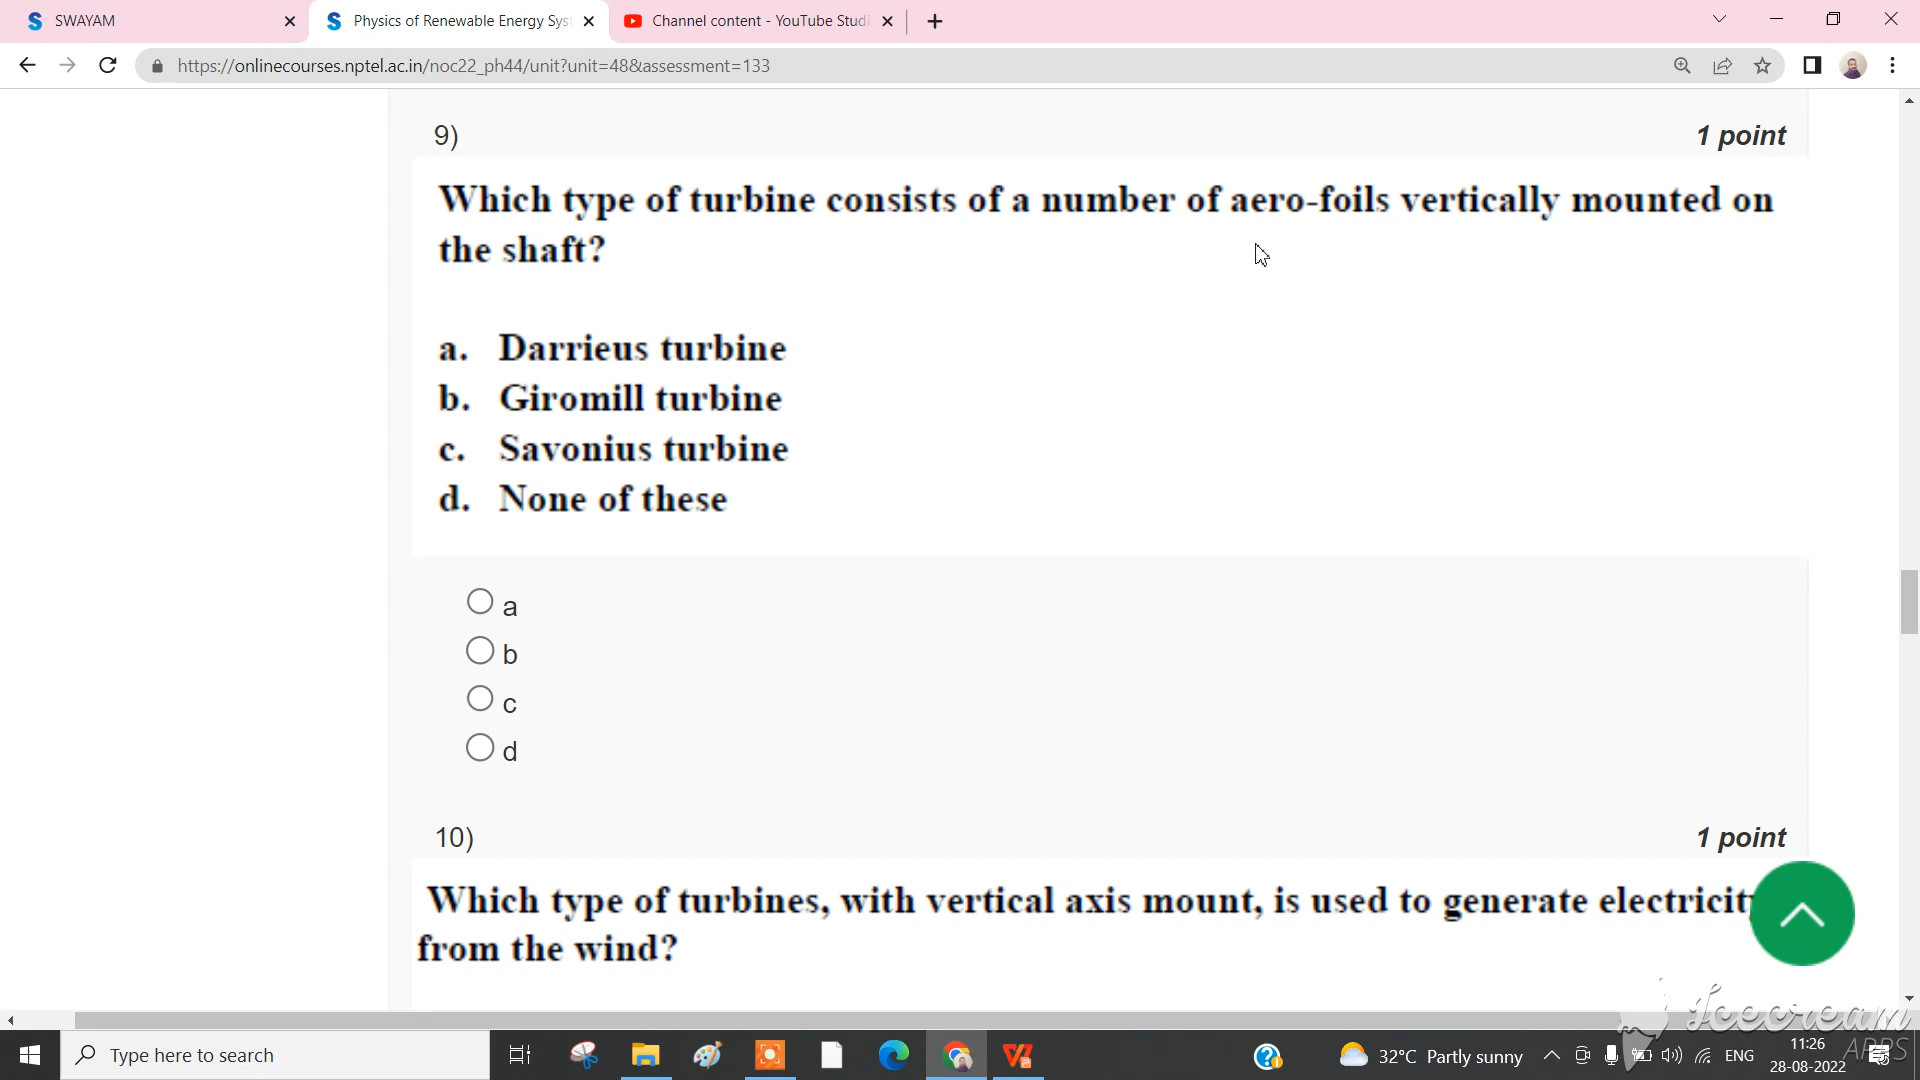 SWAYAM
Physics of Renewable Energy Sys
Channel content - YouTube Studi
https://onlinecourses.nptel.ac.in/noc22_ph44/unit?unit=48&assessment=133
9)
1 point
Which type of turbine consists of a number of aero-foils vertically mounted on
the shaft?
a. Darrieus turbine
b. Giromill turbine
c. Savonius turbine
d. None of these
a
b
c
d
10)
1 point
Which type of turbines, with vertical axis mount, is used to generate electricity
from the wind?
Icecream
APPS
Type here to search
32°C Partly sunny
ENG
11:26
28-08-2022